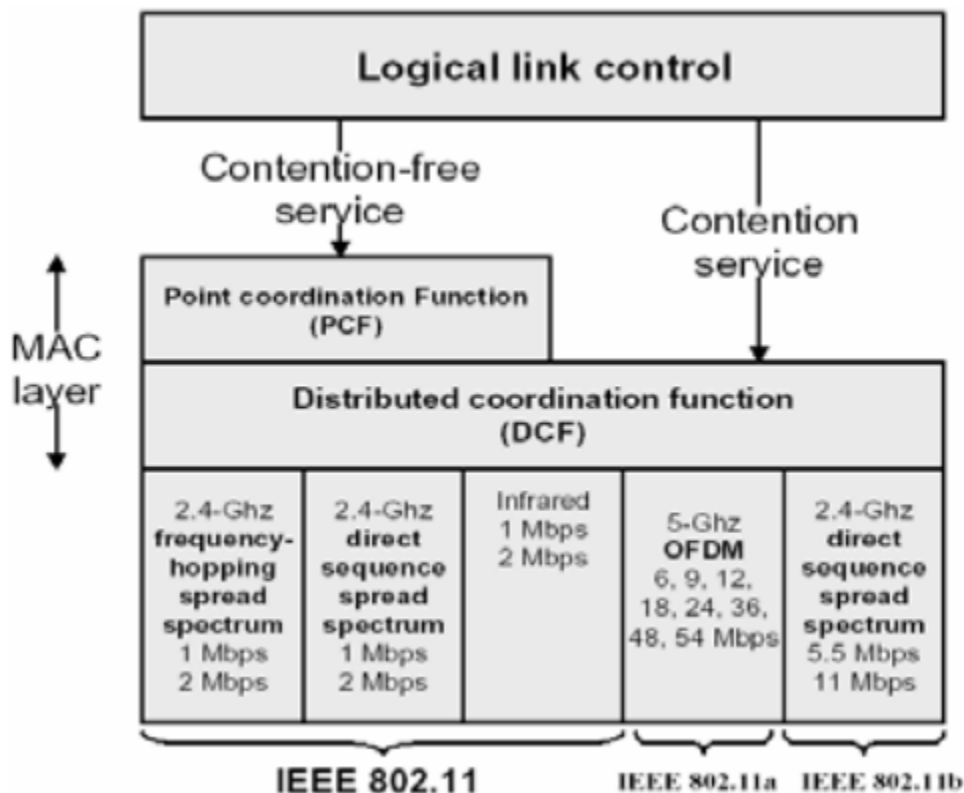 Logical link control
Contention-free
service
Contention
service
MAC
layer
Point coordination Function
(PCF)
Distributed coordination function
(DCF)
2.4-Ghz
frequency-
hopping
spread
spectrum
1 Mbps
2 Mbps
2.4-Ghz
direct
sequence
spread
spectrum
1 Mbps
2 Mbps
Infrared
1 Mbps
2 Mbps
5-Ghz
OFDM
6, 9, 12,
18, 24, 36,
48, 54 Mbps
2.4-Ghz
direct
sequence
spread
spectrum
5.5 Mbps
11 Mbps
IEEE 802.11
IEEE 802.11a
IEEE 802.11b